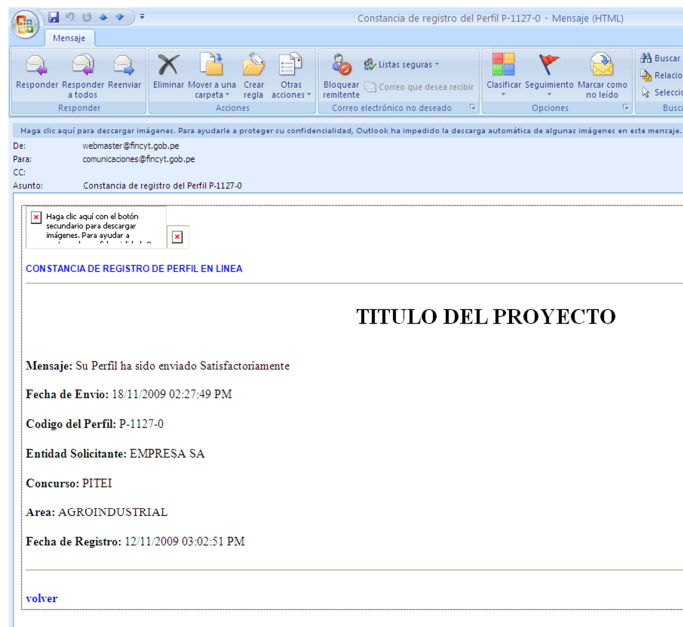 Constancia de registro del Perfil P-1127-0 - Mensaje (HTML)
Mensaje
Responder Responder a todos Reenviar Eliminar Mover a una carpeta Crear regla Otras acciones Bloquear remitente Listas seguras Correo que desea recibir Clasificar Seguimiento Marcar como no leído Buscar Relacio Selecci
Responder Acciones Correo electrónico no deseado Opciones Busc
Haga clic aquí para descargar imágenes. Para ayudarle a proteger su confidencialidad, Outlook ha impedido la descarga automática de algunas imágenes en este mensaje.
De: webmaster@fincyt.gob.pe
Para: comunicaciones@fincyt.gob.pe
CC:
Asunto: Constancia de registro del Perfil P-1127-0
Haga clic aquí con el botón
secundario para descargar
imágenes. Para ayudar a
CONSTANCIA DE REGISTRO DE PERFIL EN LINEA
TITULO DEL PROYECTO
Mensaje: Su Perfil ha sido enviado Satisfactoriamente
Fecha de Envio: 18/11/2009 02:27:49 PM
Codigo del Perfil: P-1127-0
Entidad Solicitante: EMPRESA SA
Concurso: PITEI
Area: AGROINDUSTRIAL
Fecha de Registro: 12/11/2009 03:02:51 PM
volver